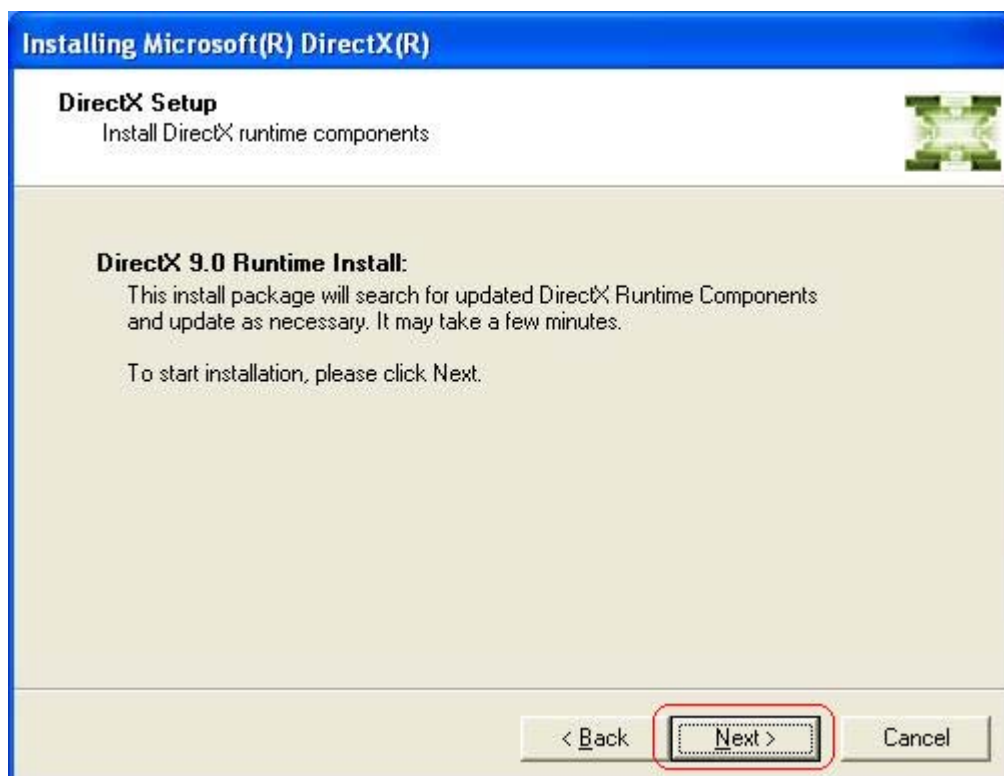 Installing Microsoft(R) DirectX(R)
DirectX Setup
Install DirectX runtime components
DirectX 9.0 Runtime Install:
This install package will search for updated DirectX Runtime Components
and update as necessary. It may take a few minutes.
To start installation, please click Next.
< Back
Next >
Cancel